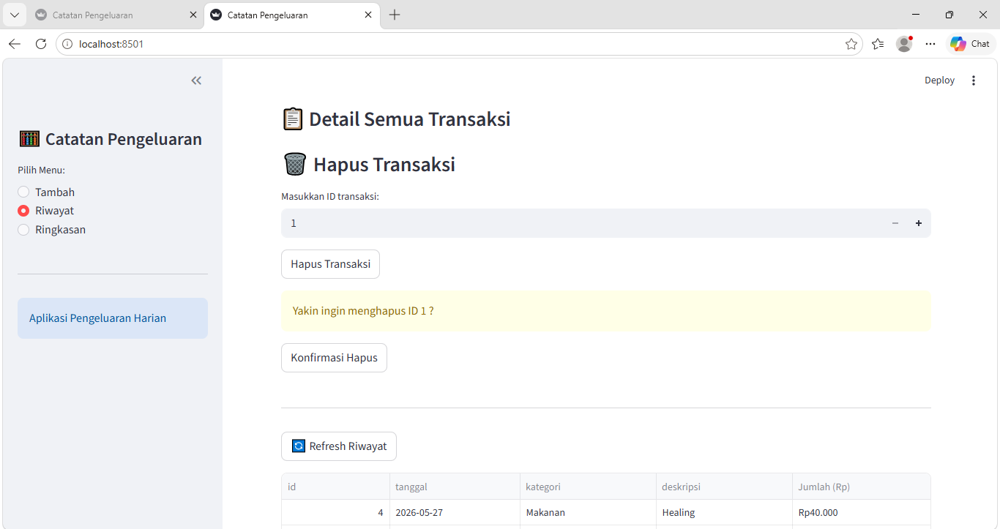 Catatan Pengeluaran
Catatan Pengeluaran
localhost:8501
Chat
Deploy
Catatan Pengeluaran
Pilih Menu:
Tambah
Riwayat
Ringkasan
Aplikasi Pengeluaran Harian
Detail Semua Transaksi
Hapus Transaksi
Masukkan ID transaksi:
1
Hapus Transaksi
Yakin ingin menghapus ID 1 ?
Konfirmasi Hapus
Refresh Riwayat
id tanggal kategori deskripsi Jumlah (Rp)
4 2026-05-27 Makanan Healing Rp40.000